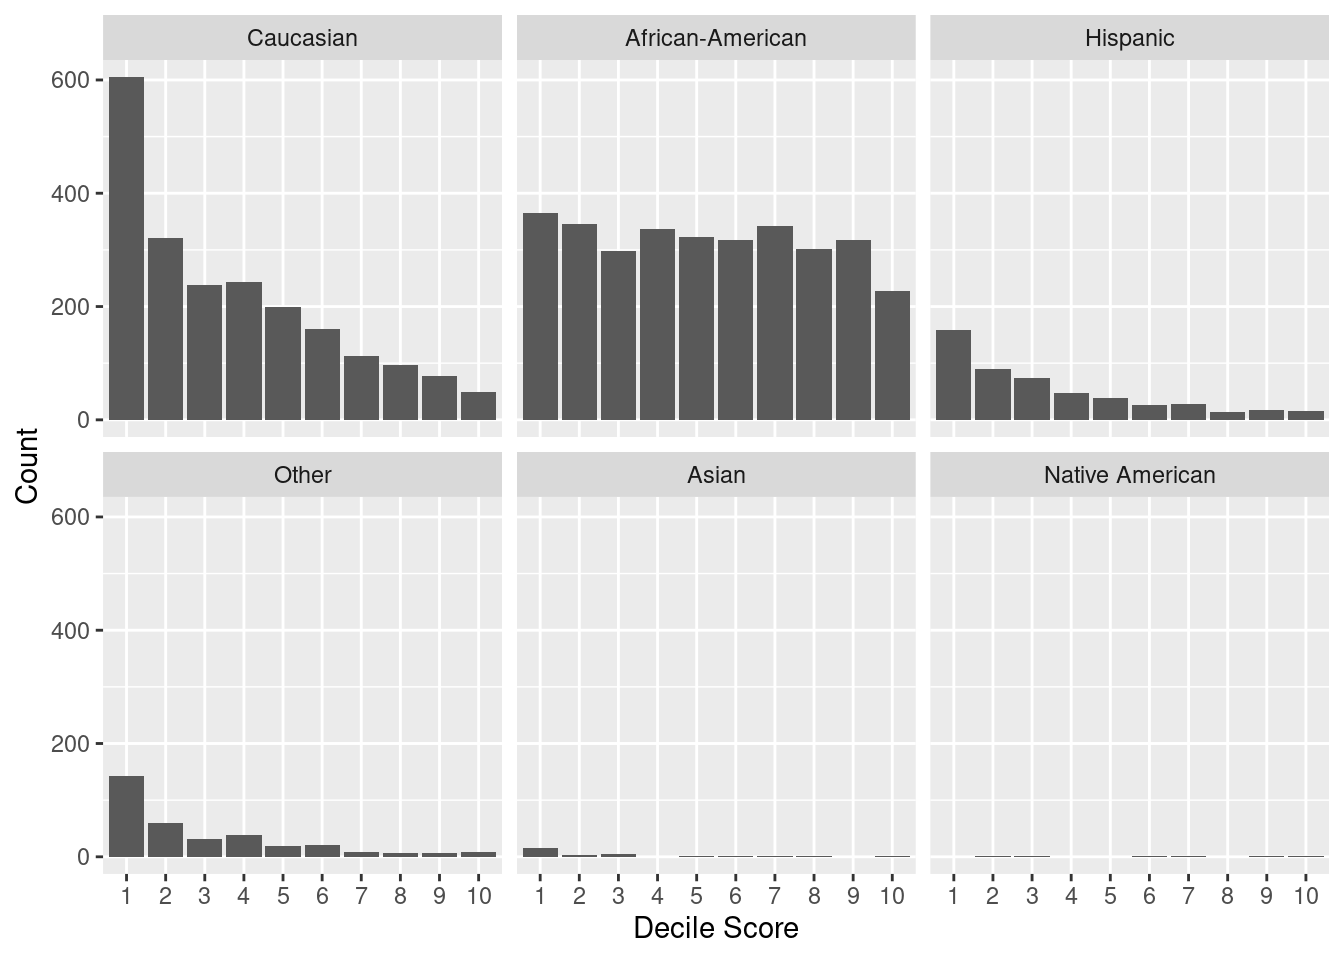 Caucasian African-American Hispanic
600
400
200
0
Count
Other Asian Native American
600
400
200
0
1 2 3 4 5 6 7 8 9 10 1 2 3 4 5 6 7 8 9 10 1 2 3 4 5 6 7 8 9 10
Decile Score